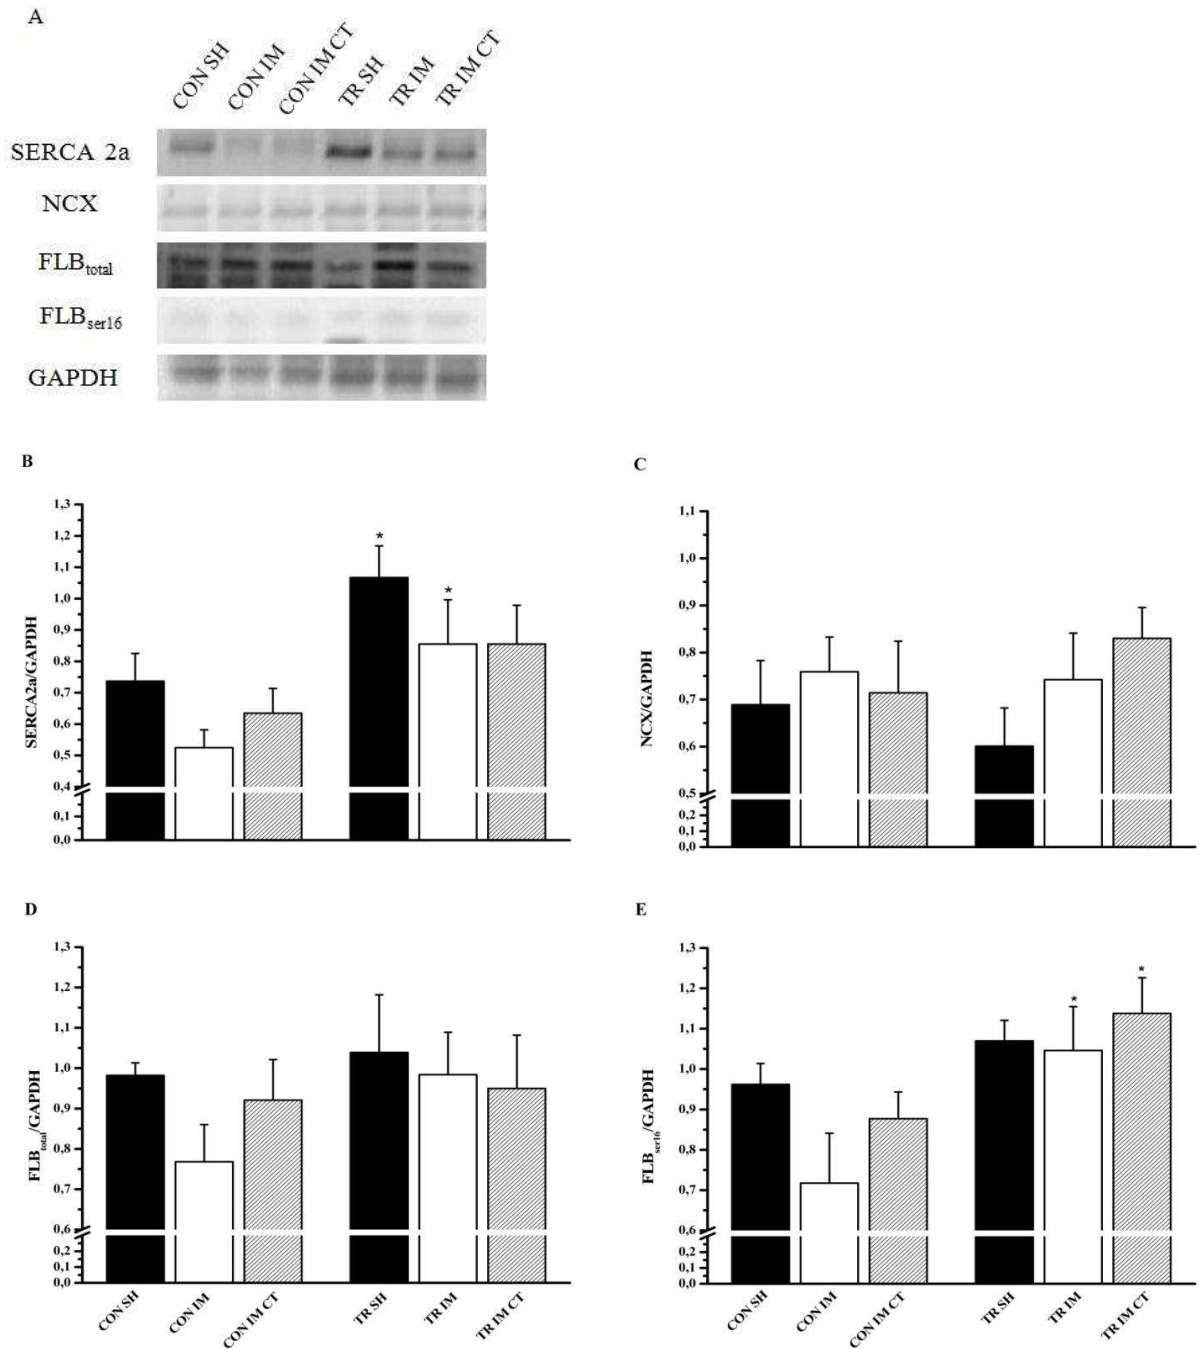 A
CON SH CON IM CON IM CT TR SH TR IM TR IM CT
SERCA 2a
NCX
FLBtotal
FLBser16
GAPDH
B
SERCA2a/GAPDH
1,3
1,2
1,1
1,0
0,9
0,8
0,7
0,6
0,5
0,4
0,1
0,0
*
*
C
NCX/GAPDH
1,1
1,0
0,9
0,8
0,7
0,6
0,5
0,2
0,1
0,0
D
FLBtotal/GAPDH
1,3
1,2
1,1
1,0
0,9
0,8
0,7
0,6
0,2
0,1
0,0
CON SH CON IM CON IM CT TR SH TR IM TR IM CT
E
FLBser16/GAPDH
1,3
1,2
1,1
1,0
0,9
0,8
0,7
0,6
0,2
0,1
0,0
*
*
CON SH CON IM CON IM CT TR SH TR IM TR IM CT